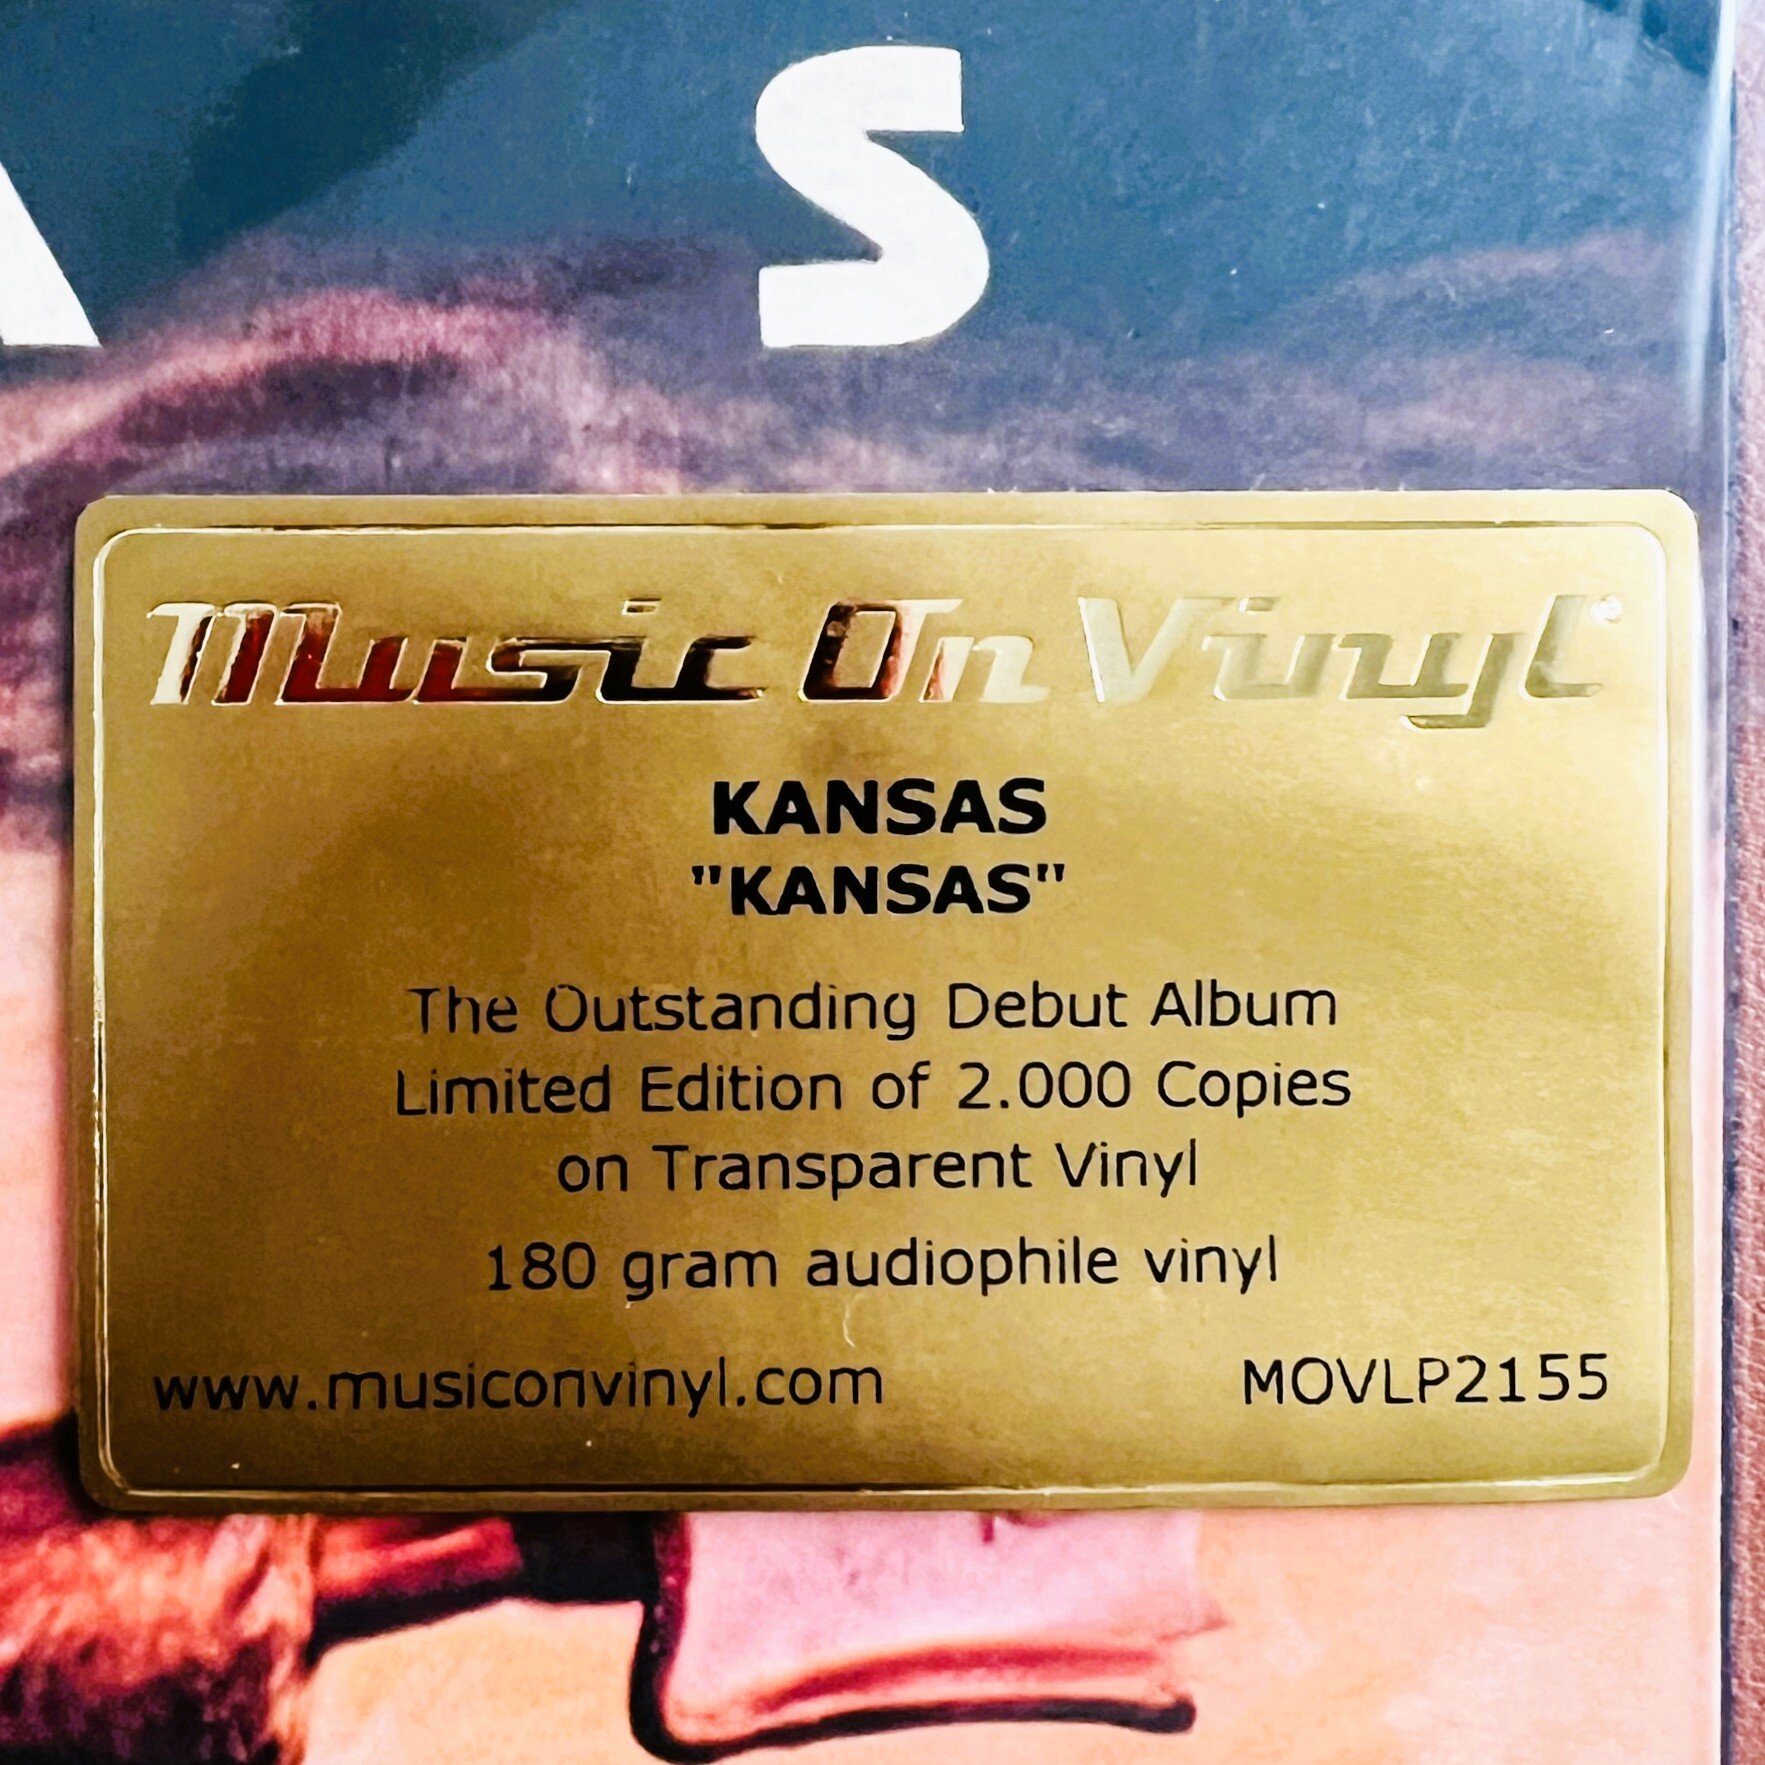 A S
Music On Vinyl
KANSAS
"KANSAS"
The Outstanding Debut Album
Limited Edition of 2.000 Copies
on Transparent Vinyl
180 gram audiophile vinyl
www.musiconvinyl.com MOVLP2155